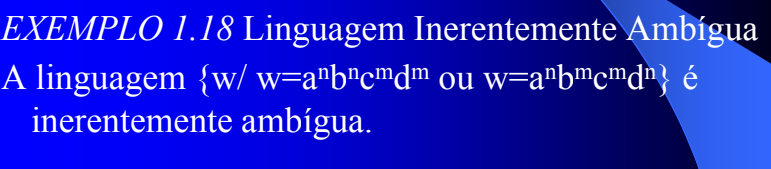 EXEMPLO 1.18 Linguagem Inerentemente Ambígua
A linguagem {w/ w=aⁿbⁿcᵐdᵐ ou w=aⁿbᵐcᵐdⁿ} é
inerentemente ambígua.